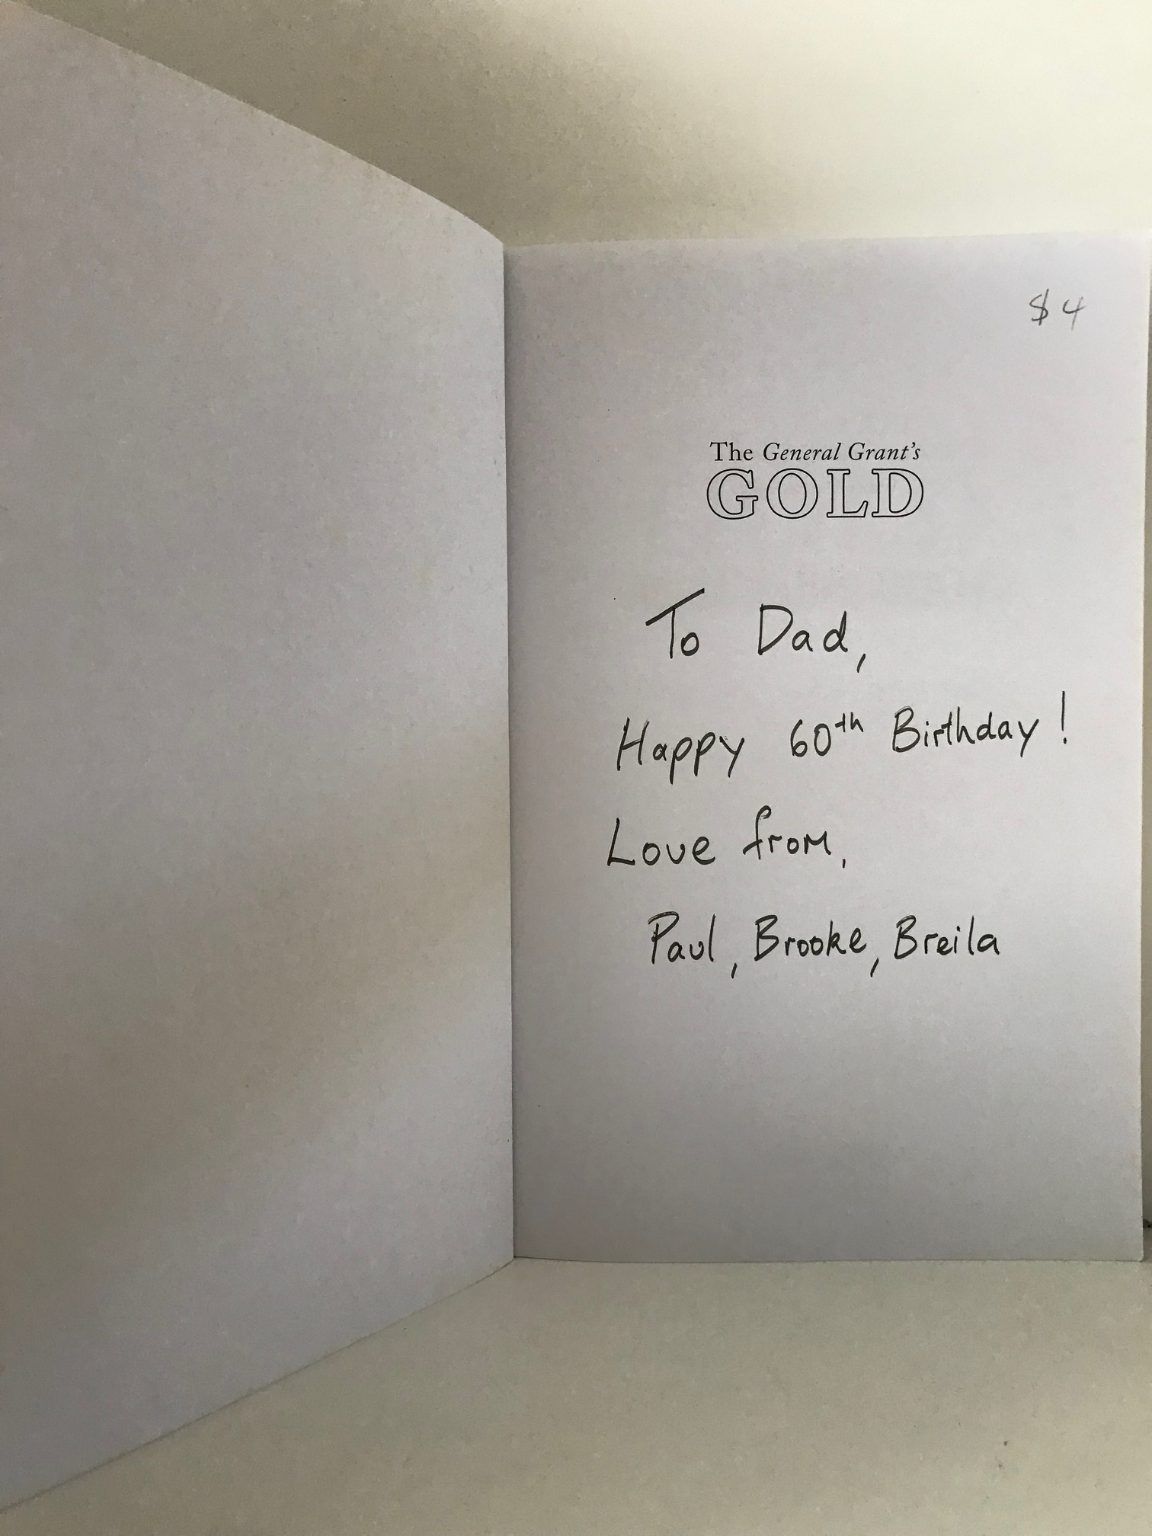 $4
The General Grant's
GOLD
To Dad,
Happy 60th Birthday!
Love from,
Paul, Brooke, Breila